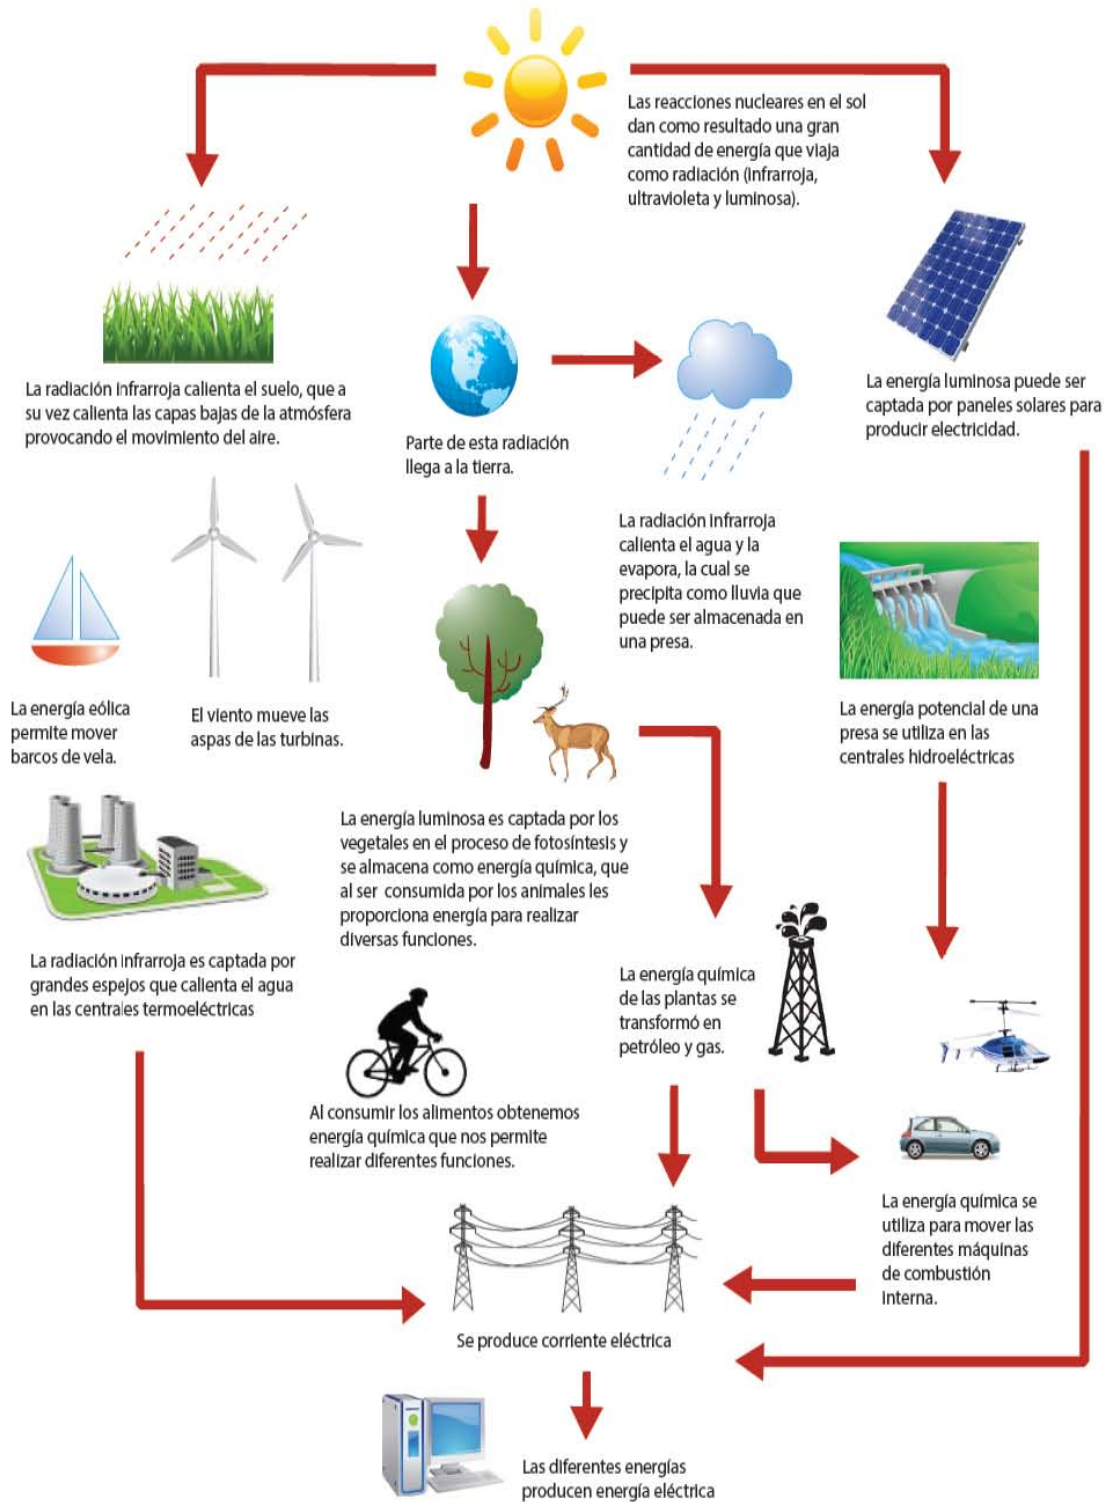 Las reacciones nucleares en el sol
dan como resultado una gran
cantidad de energía que viaja
como radiación (infrarroja,
ultravioleta y luminosa).
La radiación infrarroja calienta el suelo, que a
su vez calienta las capas bajas de la atmósfera
provocando el movimiento del aire.
Parte de esta radiación
llega a la tierra.
La energía luminosa puede ser
captada por paneles solares para
producir electricidad.
La radiación infrarroja
calienta el agua y la
evapora, la cual se
precipita como lluvia que
puede ser almacenada en
una presa.
La energía eólica
permite mover
barcos de vela.
El viento mueve las
aspas de las turbinas.
La energía potencial de una
presa se utiliza en las
centrales hidroeléctricas
La energía luminosa es captada por los
vegetales en el proceso de fotosíntesis y
se almacena como energía química, que
al ser consumida por los animales les
proporciona energía para realizar
diversas funciones.
La radiación infrarroja es captada por
grandes espejos que calienta el agua
en las centrales termoeléctricas
La energía química
de las plantas se
transformó en
petróleo y gas.
Al consumir los alimentos obtenemos
energía química que nos permite
realizar diferentes funciones.
La energía química se
utiliza para mover las
diferentes máquinas
de combustión
interna.
Se produce corriente eléctrica
Las diferentes energías
producen energía eléctrica